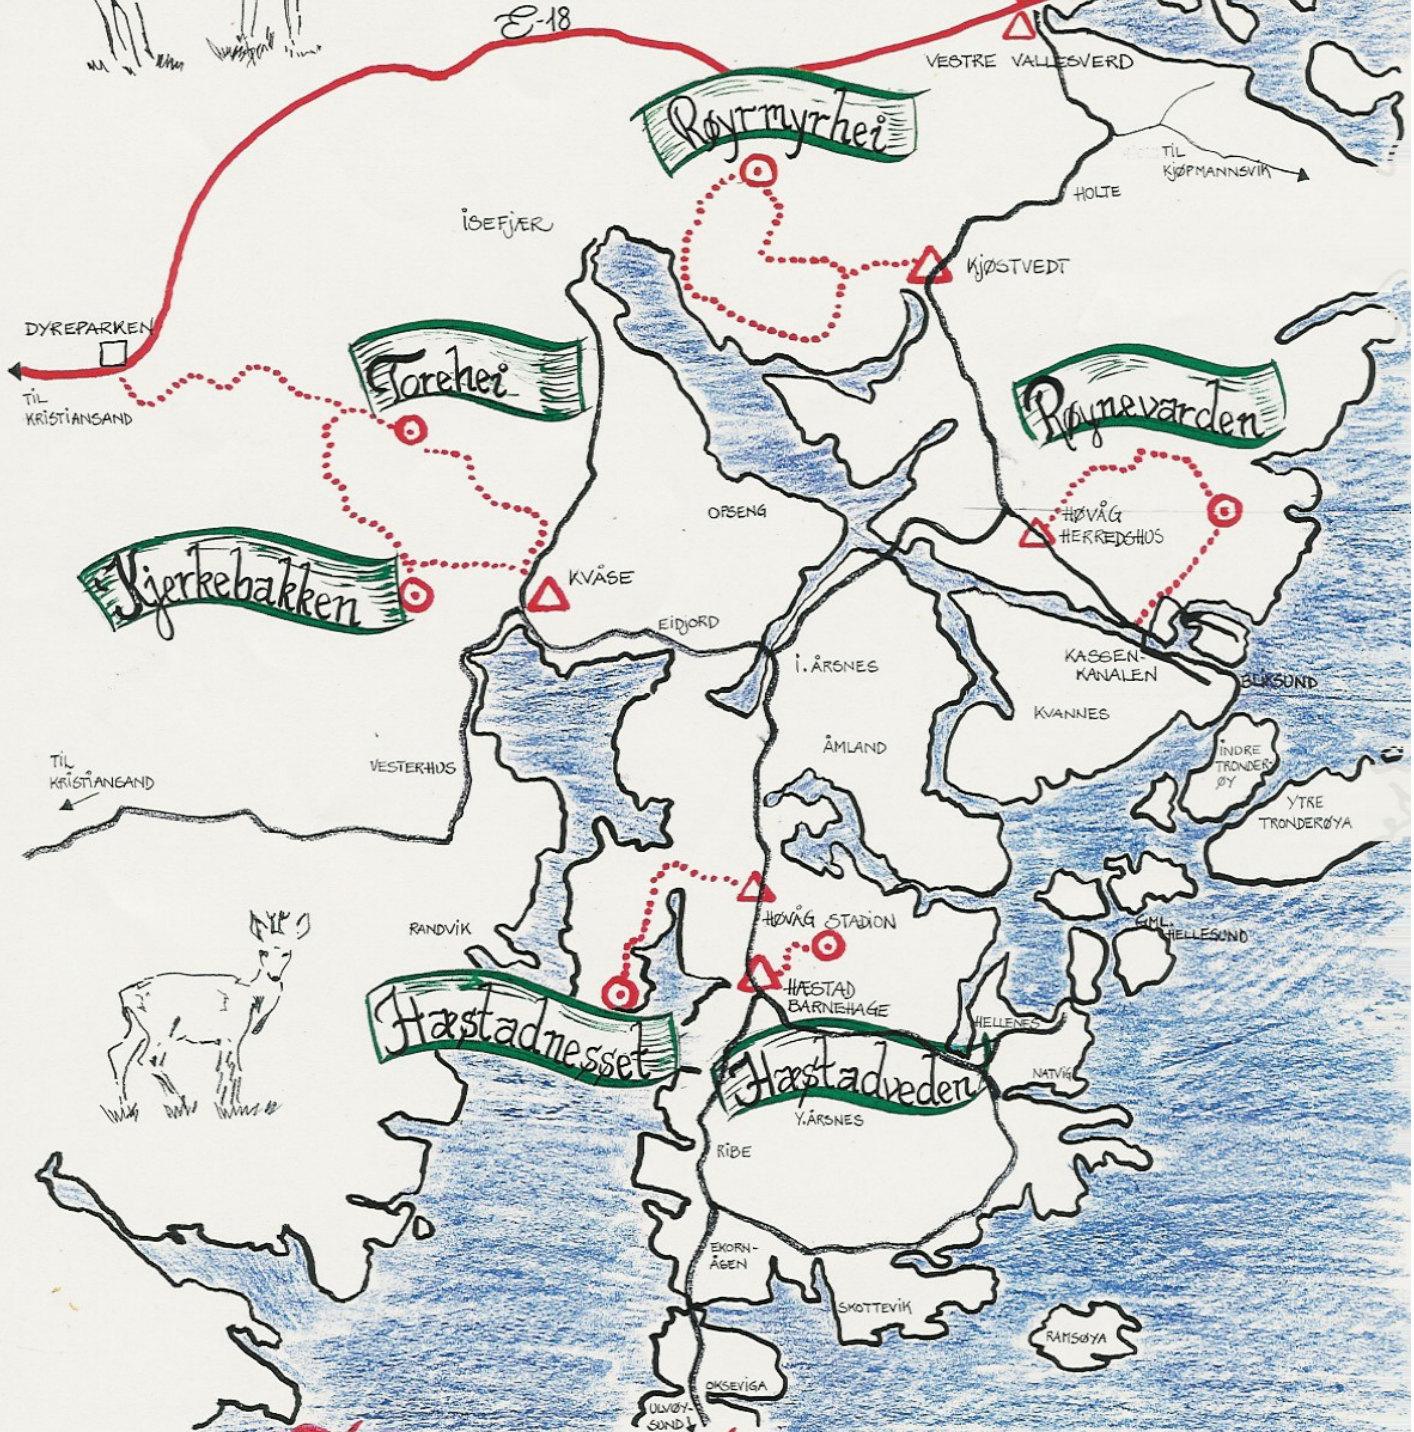 E-18
VESTRE VALLESVERD
Røyrmyrhei
TIL
KJØPMANNSVIK
HOLTE
ISEFJÆR
KJØSTVEDT
DYREPARKEN
TIL
KRISTIANSAND
Torehei
Røynevarden
OPSENG
HØVÅG
HERREDSHUS
Kjerkebakken
KVÅSE
EIDJORD
I. ÅRSNES
KASSEN-
KANALEN
BLIKSUND
KVANNES
ÅMLAND
INDRE
TRONDER-
ØY
TIL
KRISTIANSAND
VESTERHUS
YTRE
TRONDERØYA
RANDVIK
HØVÅG STADION
GML.
HELLESUND
HÆSTAD
BARNEHAGE
Hæstadnesset
HELLENES
Hæstadveden
NATVIG
Y. ÅRSNES
RIBE
EKORN-
ÅSEN
SKOTTEVIK
RAMSØYA
OKSEVIGA
ULVØY-
SUND